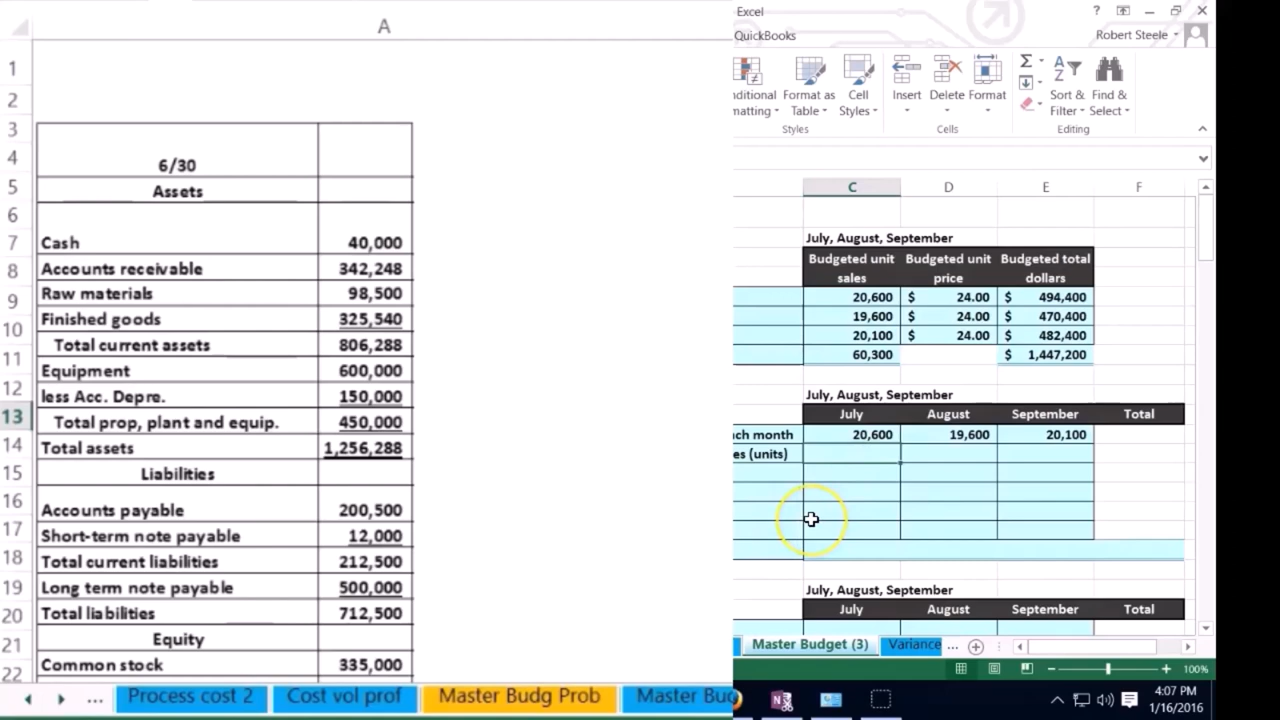 A
1
2
3
4 6/30
5 Assets
6
7 Cash 40,000
8 Accounts receivable 342,248
9 Raw materials 98,500
10 Finished goods 325,540
11 Total current assets 806,288
12 Equipment 600,000
13 less Acc. Depre. 150,000
Total prop, plant and equip. 450,000
14 Total assets 1,256,288
15 Liabilities
16 Accounts payable 200,500
17 Short-term note payable 12,000
18 Total current liabilities 212,500
19 Long term note payable 500,000
20 Total liabilities 712,500
21 Equity
22 Common stock 335,000
... Process cost 2 Cost vol prof Master Budg Prob Master Bud
Excel ?
QuickBooks Robert Steele
nditional Format as Cell Insert Delete Format Sort & Find &
matting Table Styles Filter Select
Styles Cells Editing
C D E F
July, August, September
Budgeted unit Budgeted unit Budgeted total
sales price dollars
20,600 $ 24.00 $ 494,400
19,600 $ 24.00 $ 470,400
20,100 $ 24.00 $ 482,400
60,300 $ 1,447,200
July, August, September
July August September Total
ach month 20,600 19,600 20,100
es (units)
July, August, September
July August September Total
Master Budget (3) Variance ...
100%
4:07 PM
1/16/2016